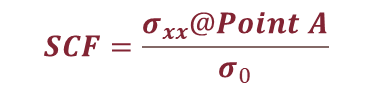 SCF = σxx@Point A / σ0